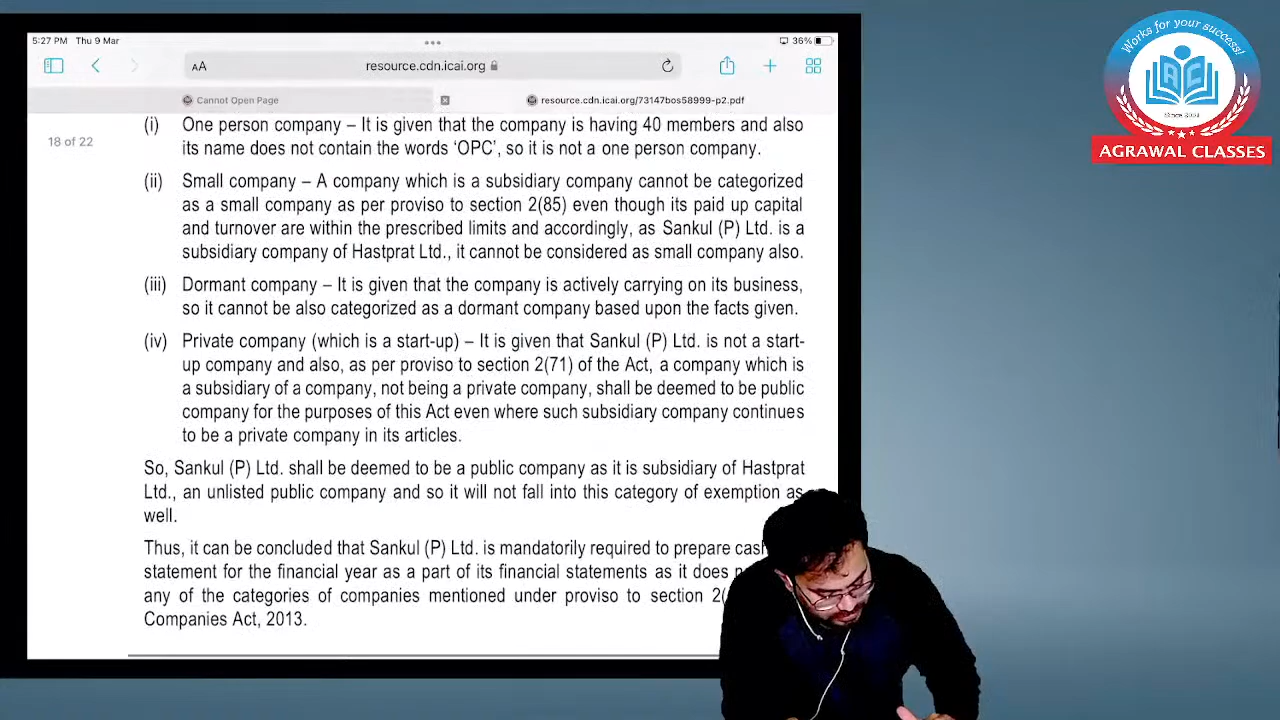 5:27 PM Thu 9 Mar
36%
AA
resource.cdn.icai.org
Cannot Open Page
resource.cdn.icai.org/73147bos58999-p2.pdf
18 of 22
(i) One person company – It is given that the company is having 40 members and also
its name does not contain the words ‘OPC’, so it is not a one person company.
(ii) Small company – A company which is a subsidiary company cannot be categorized
as a small company as per proviso to section 2(85) even though its paid up capital
and turnover are within the prescribed limits and accordingly, as Sankul (P) Ltd. is a
subsidiary company of Hastprat Ltd., it cannot be considered as small company also.
(iii) Dormant company – It is given that the company is actively carrying on its business,
so it cannot be also categorized as a dormant company based upon the facts given.
(iv) Private company (which is a start-up) – It is given that Sankul (P) Ltd. is not a start-
up company and also, as per proviso to section 2(71) of the Act, a company which is
a subsidiary of a company, not being a private company, shall be deemed to be public
company for the purposes of this Act even where such subsidiary company continues
to be a private company in its articles.
So, Sankul (P) Ltd. shall be deemed to be a public company as it is subsidiary of Hastprat
Ltd., an unlisted public company and so it will not fall into this category of exemption as
well.
Thus, it can be concluded that Sankul (P) Ltd. is mandatorily required to prepare cas
statement for the financial year as a part of its financial statements as it does
any of the categories of companies mentioned under proviso to section 2(
Companies Act, 2013.
Works for your success!
AC
Since 2004
AGRAWAL CLASSES